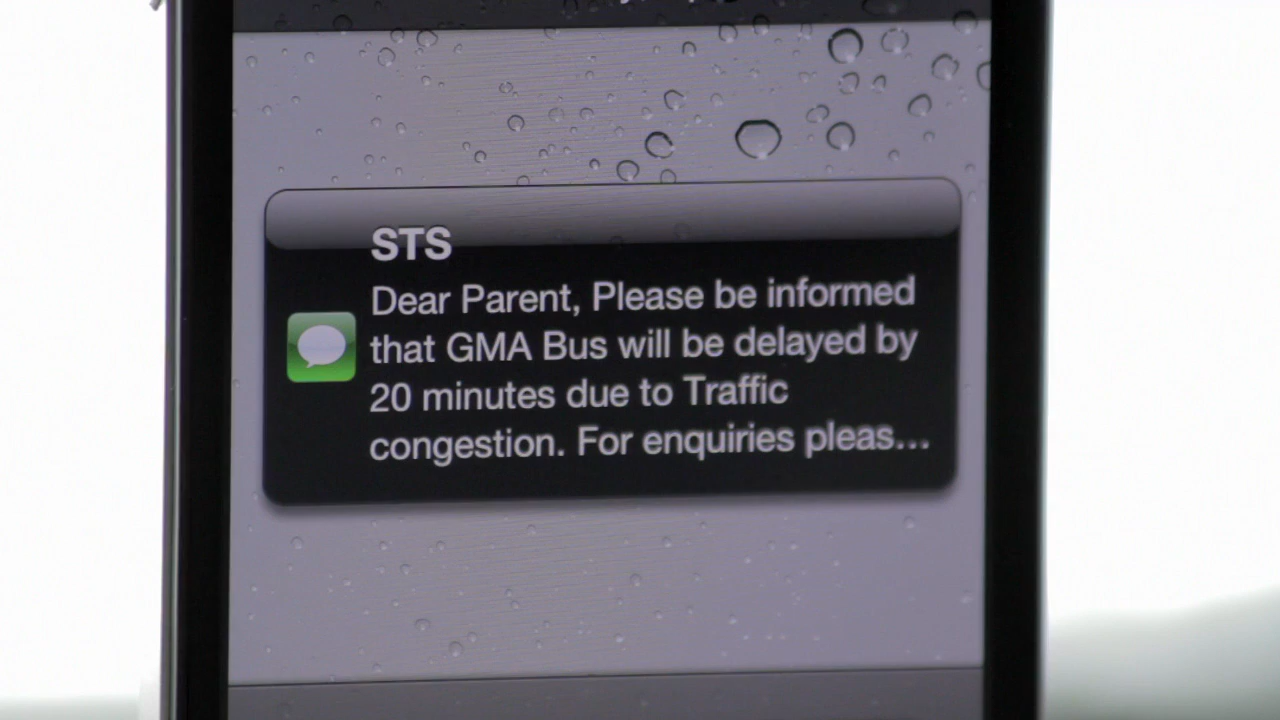 STS
Dear Parent, Please be informed
that GMA Bus will be delayed by
20 minutes due to Traffic
congestion. For enquiries pleas...